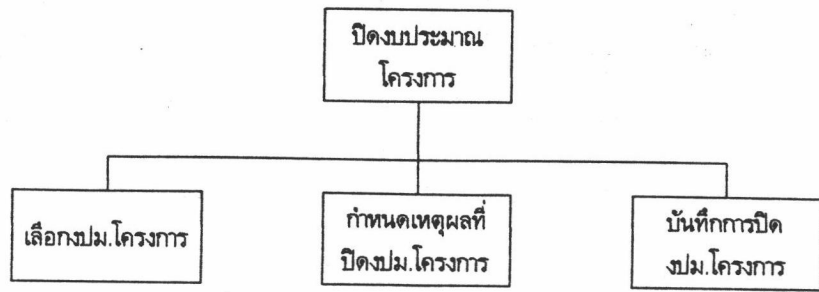 ปิดงบประมาณ
โครงการ
เลือกงปม.โครงการ
กำหนดเหตุผลที่
ปิดงปม.โครงการ
บันทึกการปิด
งปม.โครงการ